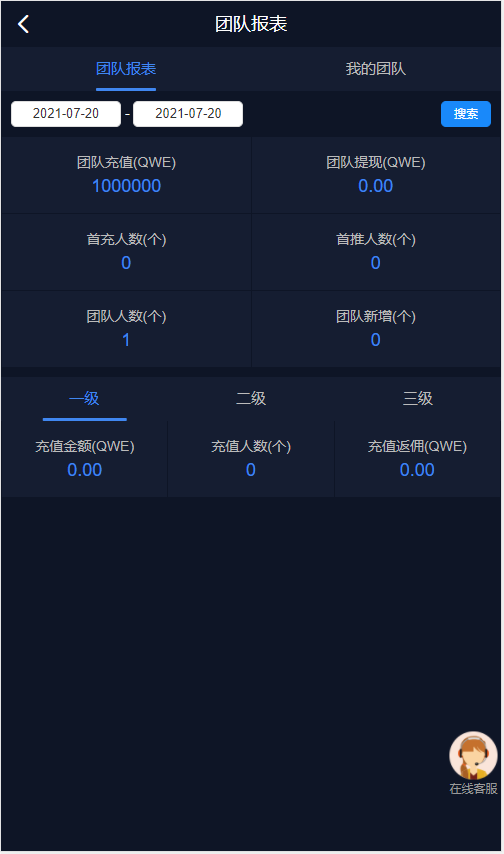 团队报表
团队报表 我的团队
2021-07-20 - 2021-07-20 搜索
团队充值(QWE) 团队提现(QWE)
1000000 0.00
首充人数(个) 首推人数(个)
0 0
团队人数(个) 团队新增(个)
1 0
一级 二级 三级
充值金额(QWE) 充值人数(个) 充值返佣(QWE)
0.00 0 0.00
在线客服